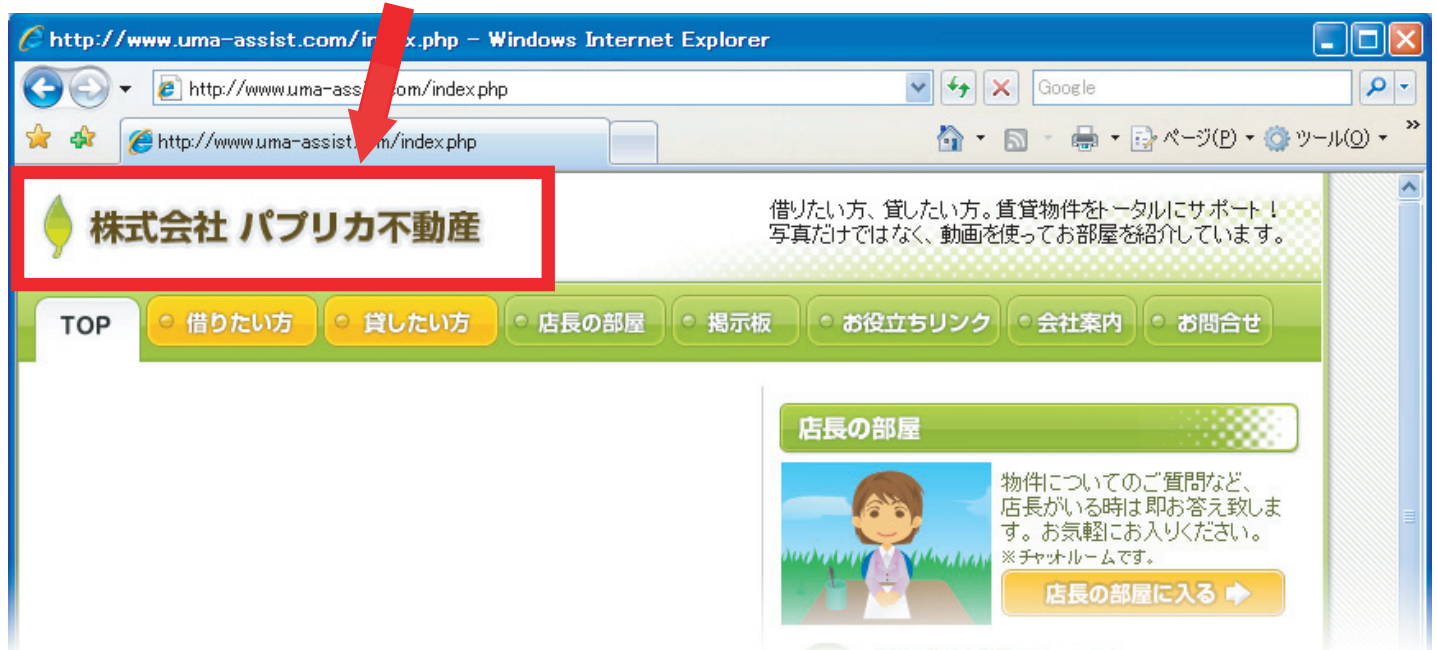 http://www.uma-assist.com/index.php - Windows Internet Explorer
http://www.uma-assist.com/index.php
Google
http://www.uma-assist.com/index.php
ページ(P)
ツール(O)
株式会社 パプリカ不動産
借りたい方、貸したい方。賃貸物件をトータルにサポート！
写真だけではなく、動画を使ってお部屋を紹介しています。
TOP
借りたい方
貸したい方
店長の部屋
掲示板
お役立ちリンク
会社案内
お問合せ
店長の部屋
物件についてのご質問など、
店長がいる時は即お答え致しま
す。お気軽にお入りください。
※チャットルームです。
店長の部屋に入る